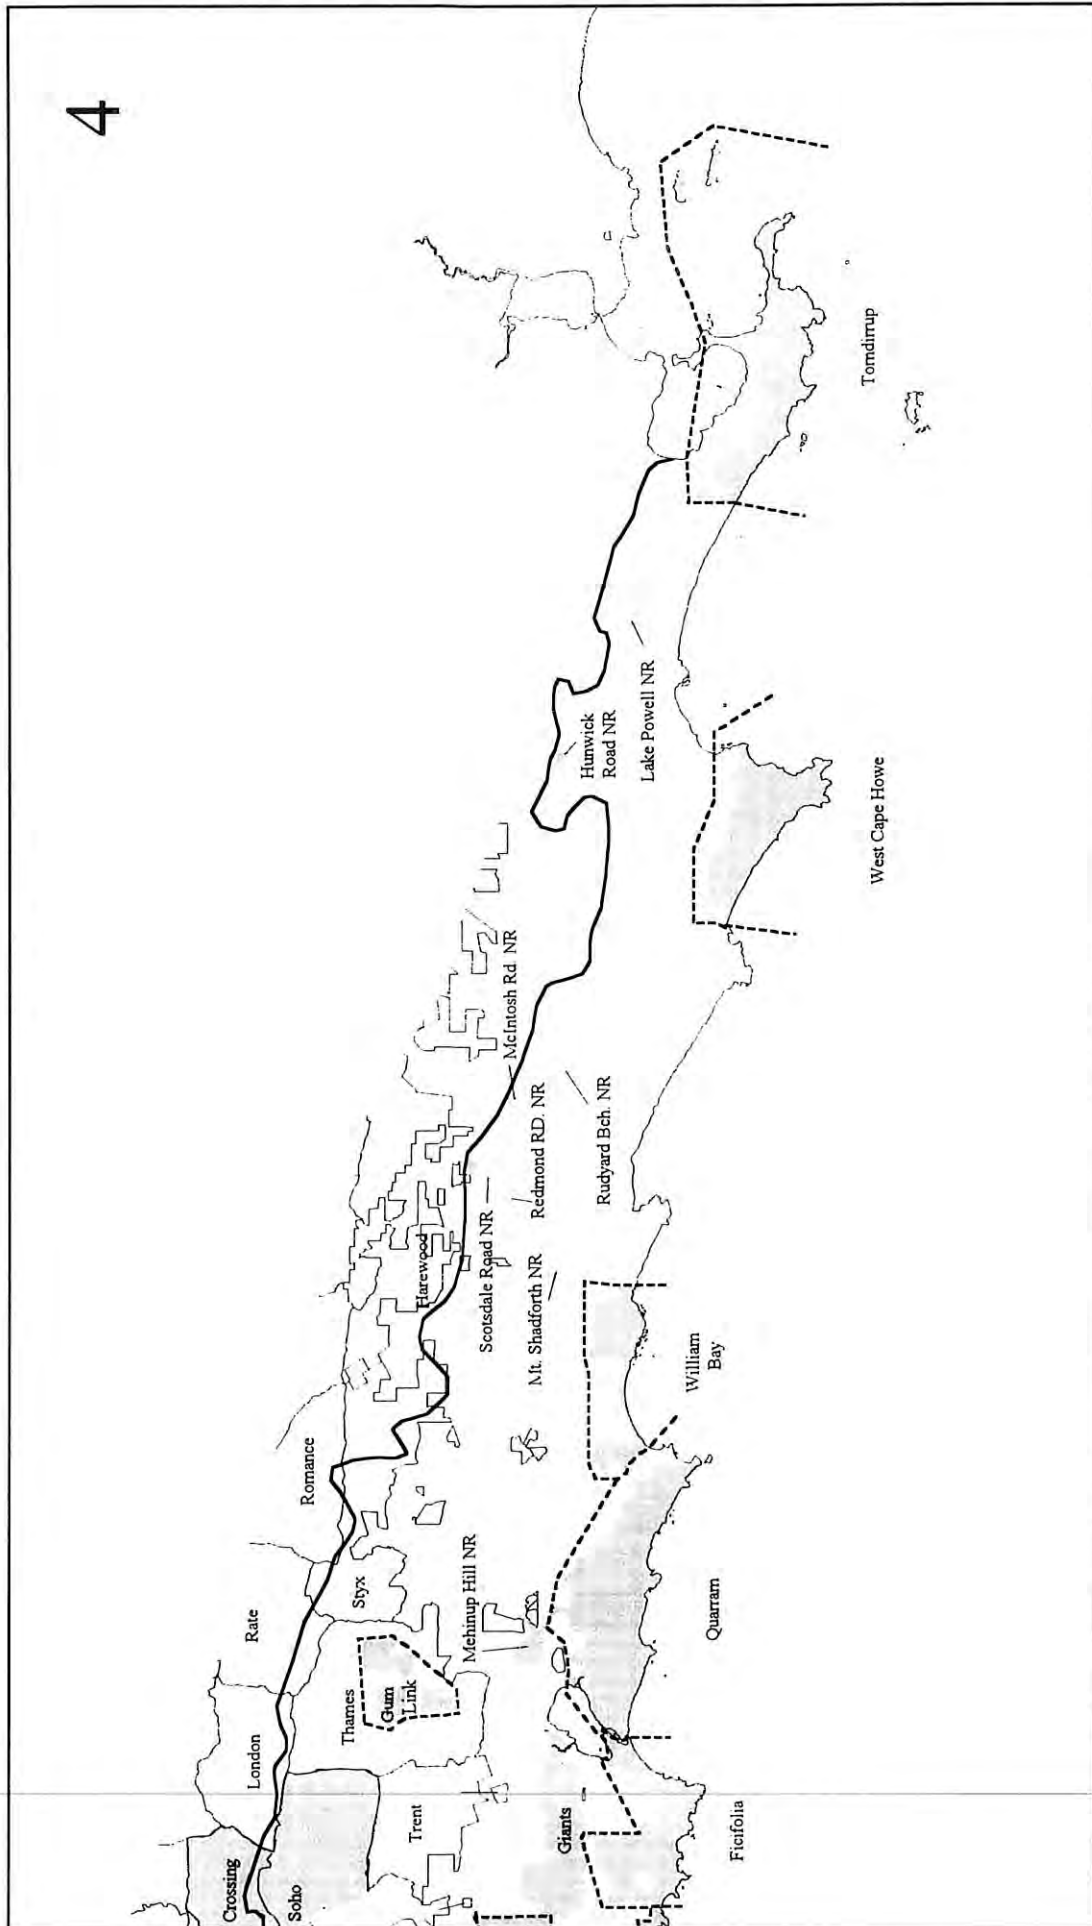 4
Torndirrup
Hunwick
Road NR
Lake Powell NR
West Cape Howe
McIntosh Rd. NR
Redmond RD. NR
Rudyard Bch. NR
Harewood
Scotsdale Road NR
Mt. Shadforth NR
William
Bay
Romance
Styx
Mehinup Hill NR
Quarram
Rate
Thames
Gum
Link
London
Trent
Giants
Ficifolia
Crossing
Soho